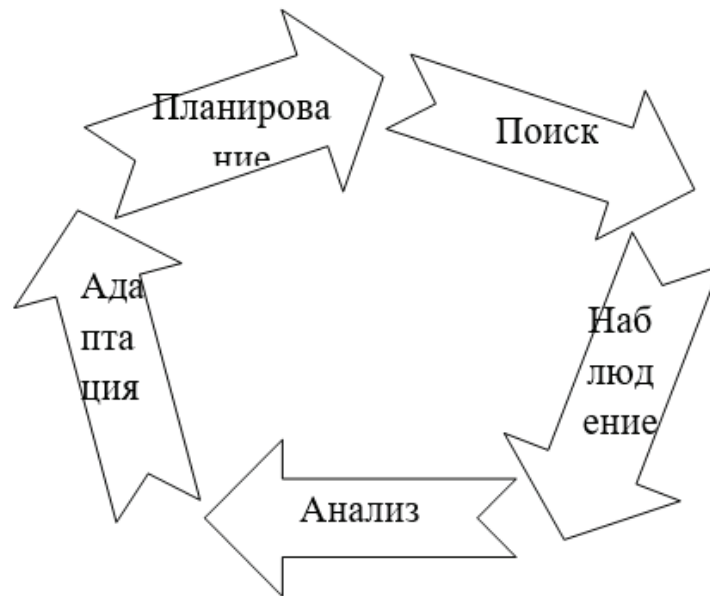 Планирова
ние
Поиск
Наб
люд
ение
Анализ
Ада
пта
ция